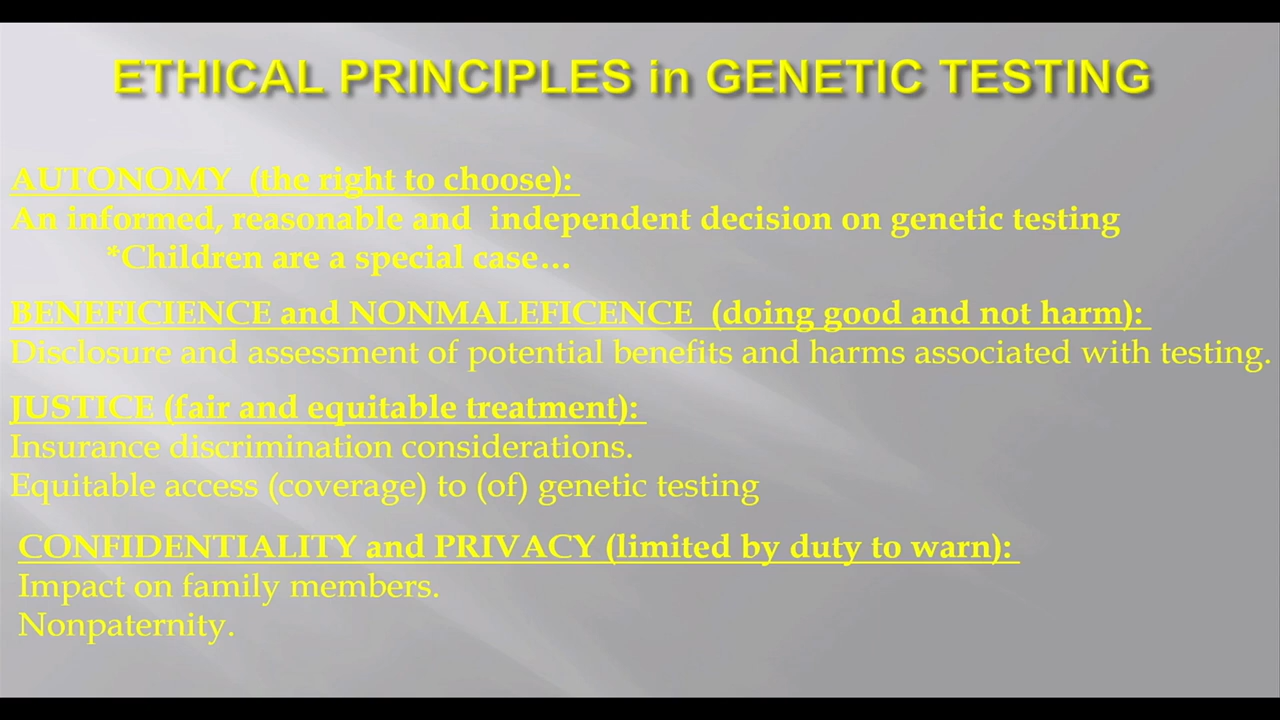 ETHICAL PRINCIPLES in GENETIC TESTING
AUTONOMY (the right to choose):
An informed, reasonable and independent decision on genetic testing
*Children are a special case…
BENEFICIENCE and NONMALEFICENCE (doing good and not harm):
Disclosure and assessment of potential benefits and harms associated with testing.
JUSTICE (fair and equitable treatment):
Insurance discrimination considerations.
Equitable access (coverage) to (of) genetic testing
CONFIDENTIALITY and PRIVACY (limited by duty to warn):
Impact on family members.
Nonpaternity.